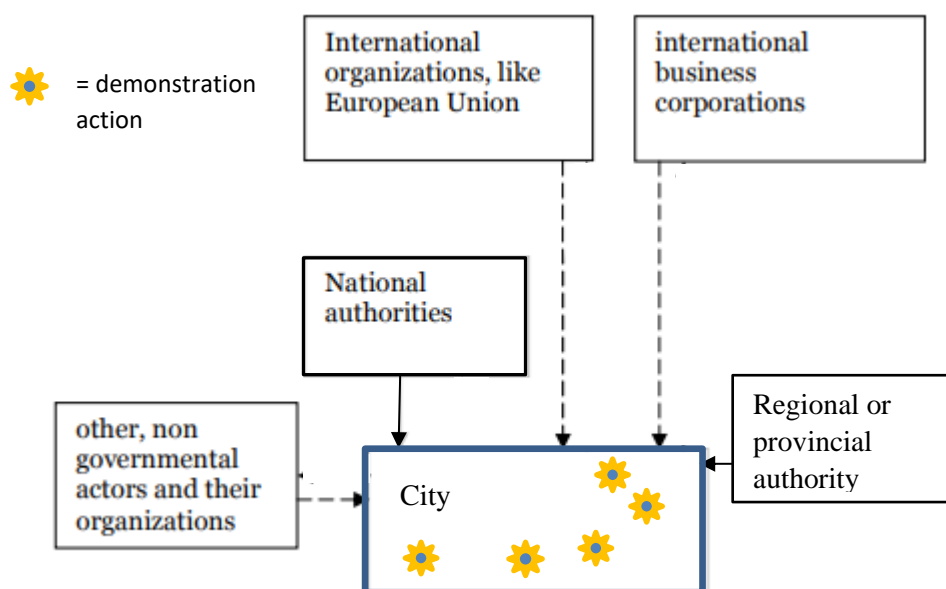 = demonstration
action
International
organizations, like
European Union
international
business
corporations
National
authorities
Regional or
provincial
authority
other, non
governmental
actors and their
organizations
City